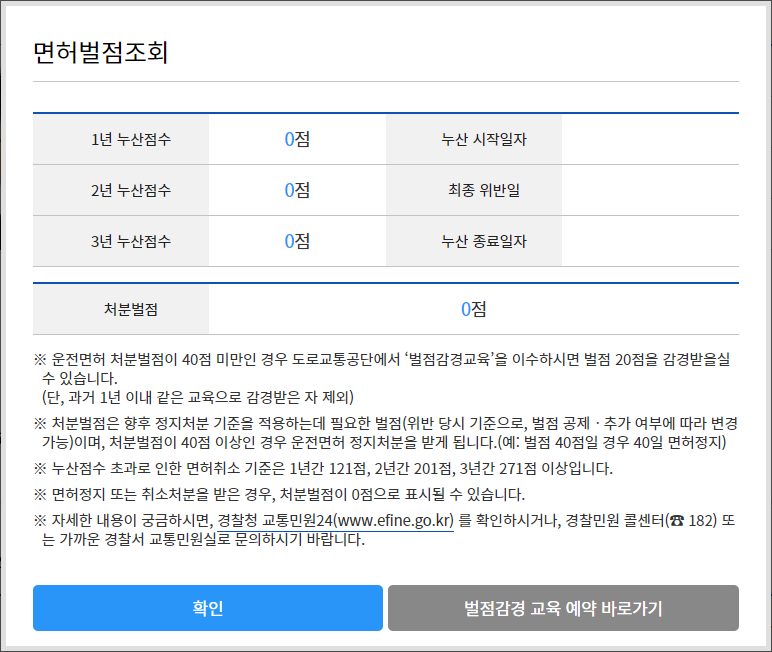 면허벌점조회
1년 누산점수 0점 누산 시작일자
2년 누산점수 0점 최종 위반일
3년 누산점수 0점 누산 종료일자
처분벌점 0점
※ 운전면허 처분벌점이 40점 미만인 경우 도로교통공단에서 ‘벌점감경교육’을 이수하시면 벌점 20점을 감경받을실
수 있습니다.
(단, 과거 1년 이내 같은 교육으로 감경받은 자 제외)
※ 처분벌점은 향후 정지처분 기준을 적용하는데 필요한 벌점(위반 당시 기준으로, 벌점 공제ㆍ추가 여부에 따라 변경
가능)이며, 처분벌점이 40점 이상인 경우 운전면허 정지처분을 받게 됩니다.(예: 벌점 40점일 경우 40일 면허정지)
※ 누산점수 초과로 인한 면허취소 기준은 1년간 121점, 2년간 201점, 3년간 271점 이상입니다.
※ 면허정지 또는 취소처분을 받은 경우, 처분벌점이 0점으로 표시될 수 있습니다.
※ 자세한 내용이 궁금하시면, 경찰청 교통민원24(www.efine.go.kr) 를 확인하시거나, 경찰민원 콜센터(☎ 182) 또
는 가까운 경찰서 교통민원실로 문의하시기 바랍니다.
확인 벌점감경 교육 예약 바로가기